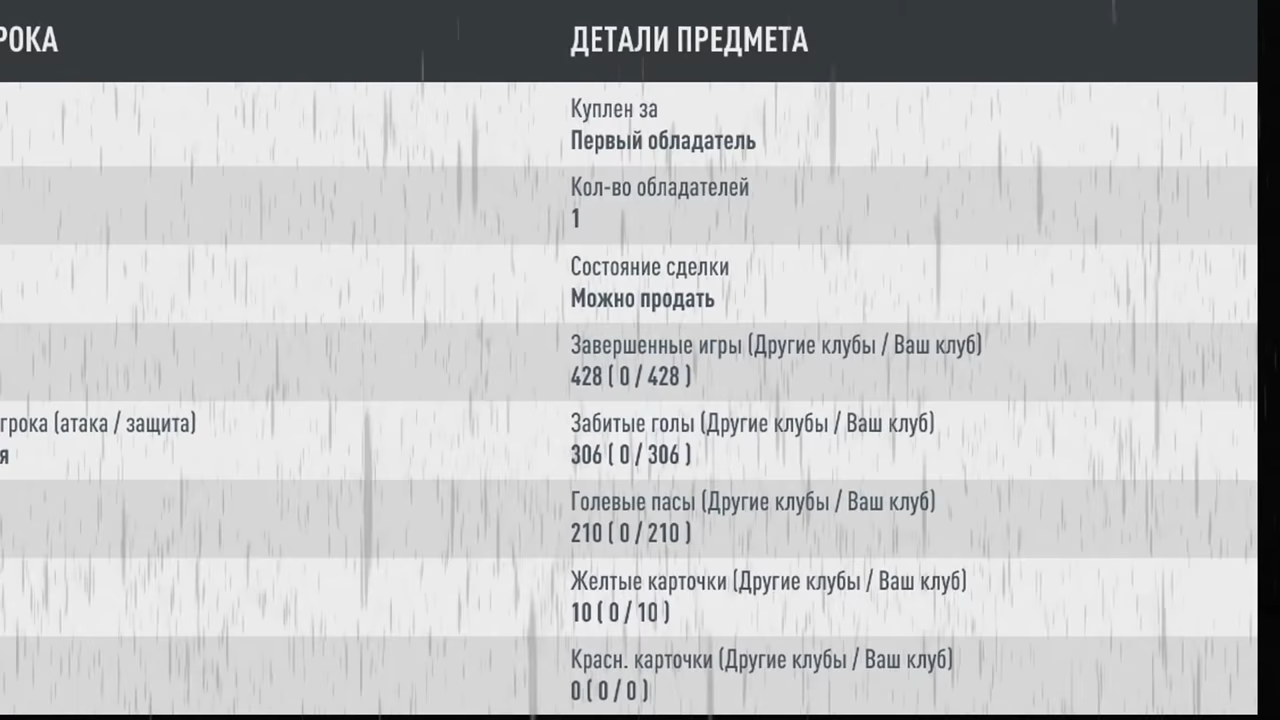 РОКА
ДЕТАЛИ ПРЕДМЕТА
Куплен за
Первый обладатель
Кол-во обладателей
1
Состояние сделки
Можно продать
Завершенные игры (Другие клубы / Ваш клуб)
428 ( 0 / 428 )
грока (атака / защита)
я
Забитые голы (Другие клубы / Ваш клуб)
306 ( 0 / 306 )
Голевые пасы (Другие клубы / Ваш клуб)
210 ( 0 / 210 )
Желтые карточки (Другие клубы / Ваш клуб)
10 ( 0 / 10 )
Красн. карточки (Другие клубы / Ваш клуб)
0 ( 0 / 0 )